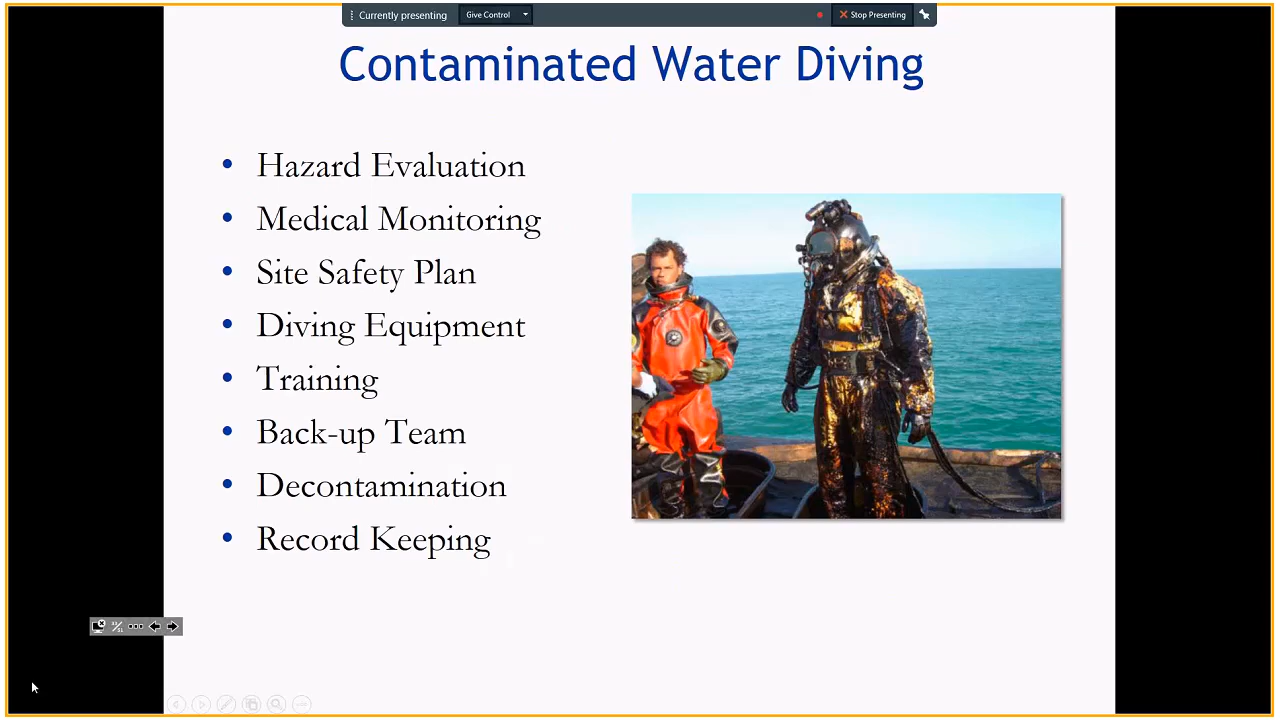 Currently presenting
Give Control
Stop Presenting
Contaminated Water Diving
• Hazard Evaluation
• Medical Monitoring
• Site Safety Plan
• Diving Equipment
• Training
• Back-up Team
• Decontamination
• Record Keeping